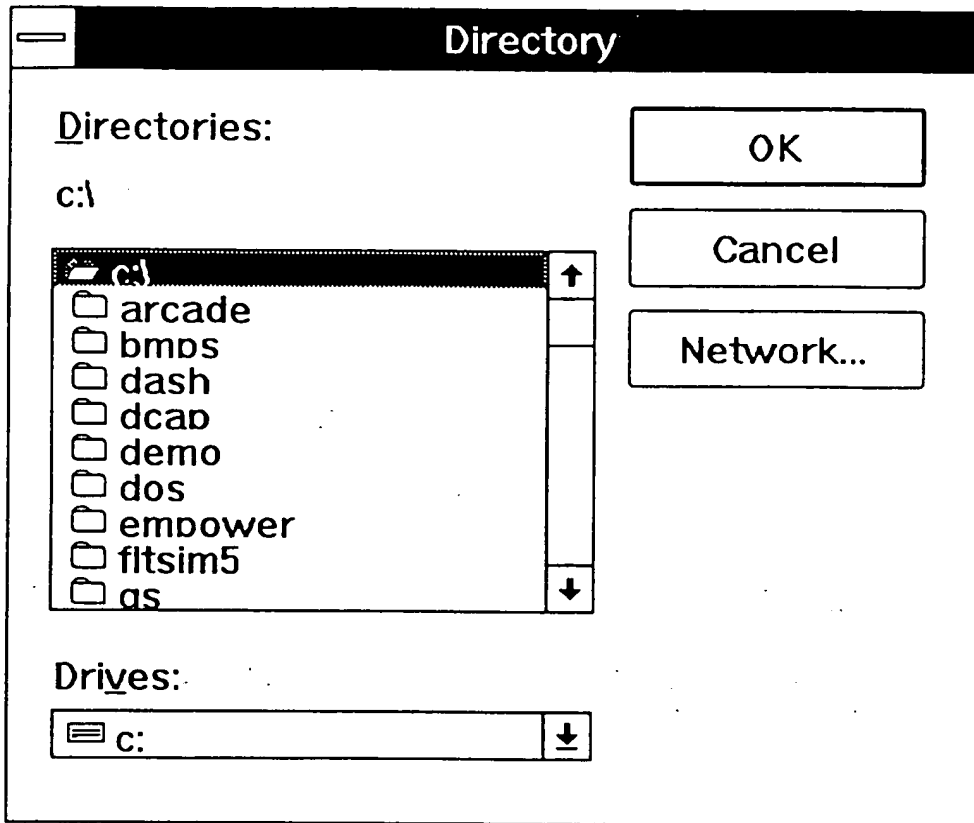 Directory
Directories:
OK
c:\
Cancel
c:\
arcade
Network...
bmps
dash
dcap
demo
dos
empower
fltsim5
gs
Drives:
c: